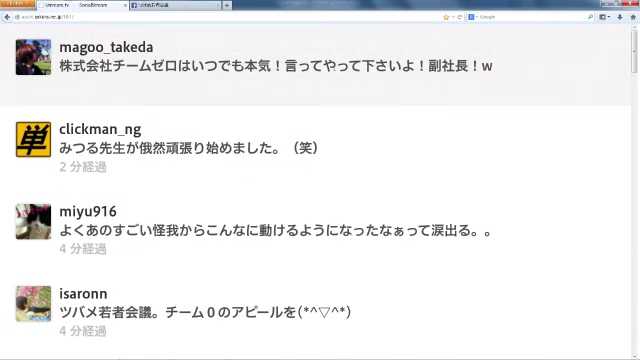 magoo_takeda
株式会社チームゼロはいつでも本気！言ってやって下さいよ！副社長！w
単
clickman_ng
みつる先生が俄然頑張り始めました。（笑）
2 分経過
miyu916
よくあのすごい怪我からこんなに動けるようになったなぁって涙出る。。
4 分経過
isaronn
ツバメ若者会議。チーム０のアピールを(*^▽^*)
4 分経過